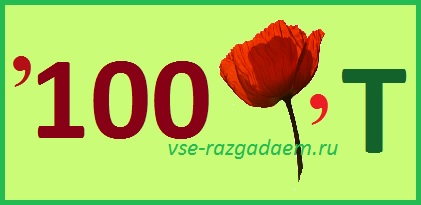 '100 , Т
vse-razgadaem.ru